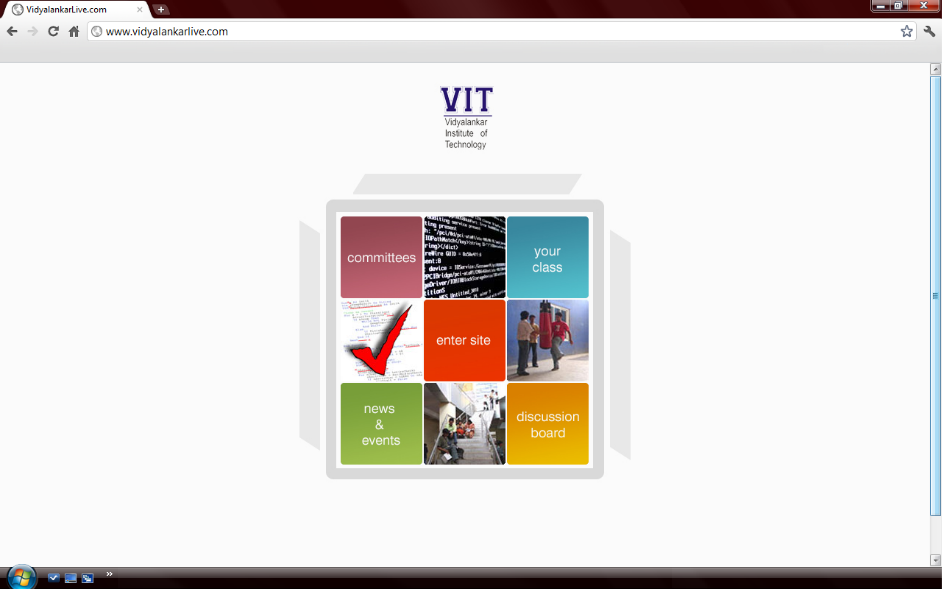 VidyalankarLive.com
www.vidyalankarlive.com
VIT
Vidyalankar
Institute of
Technology
committees
your
class
enter site
news
&
events
discussion
board